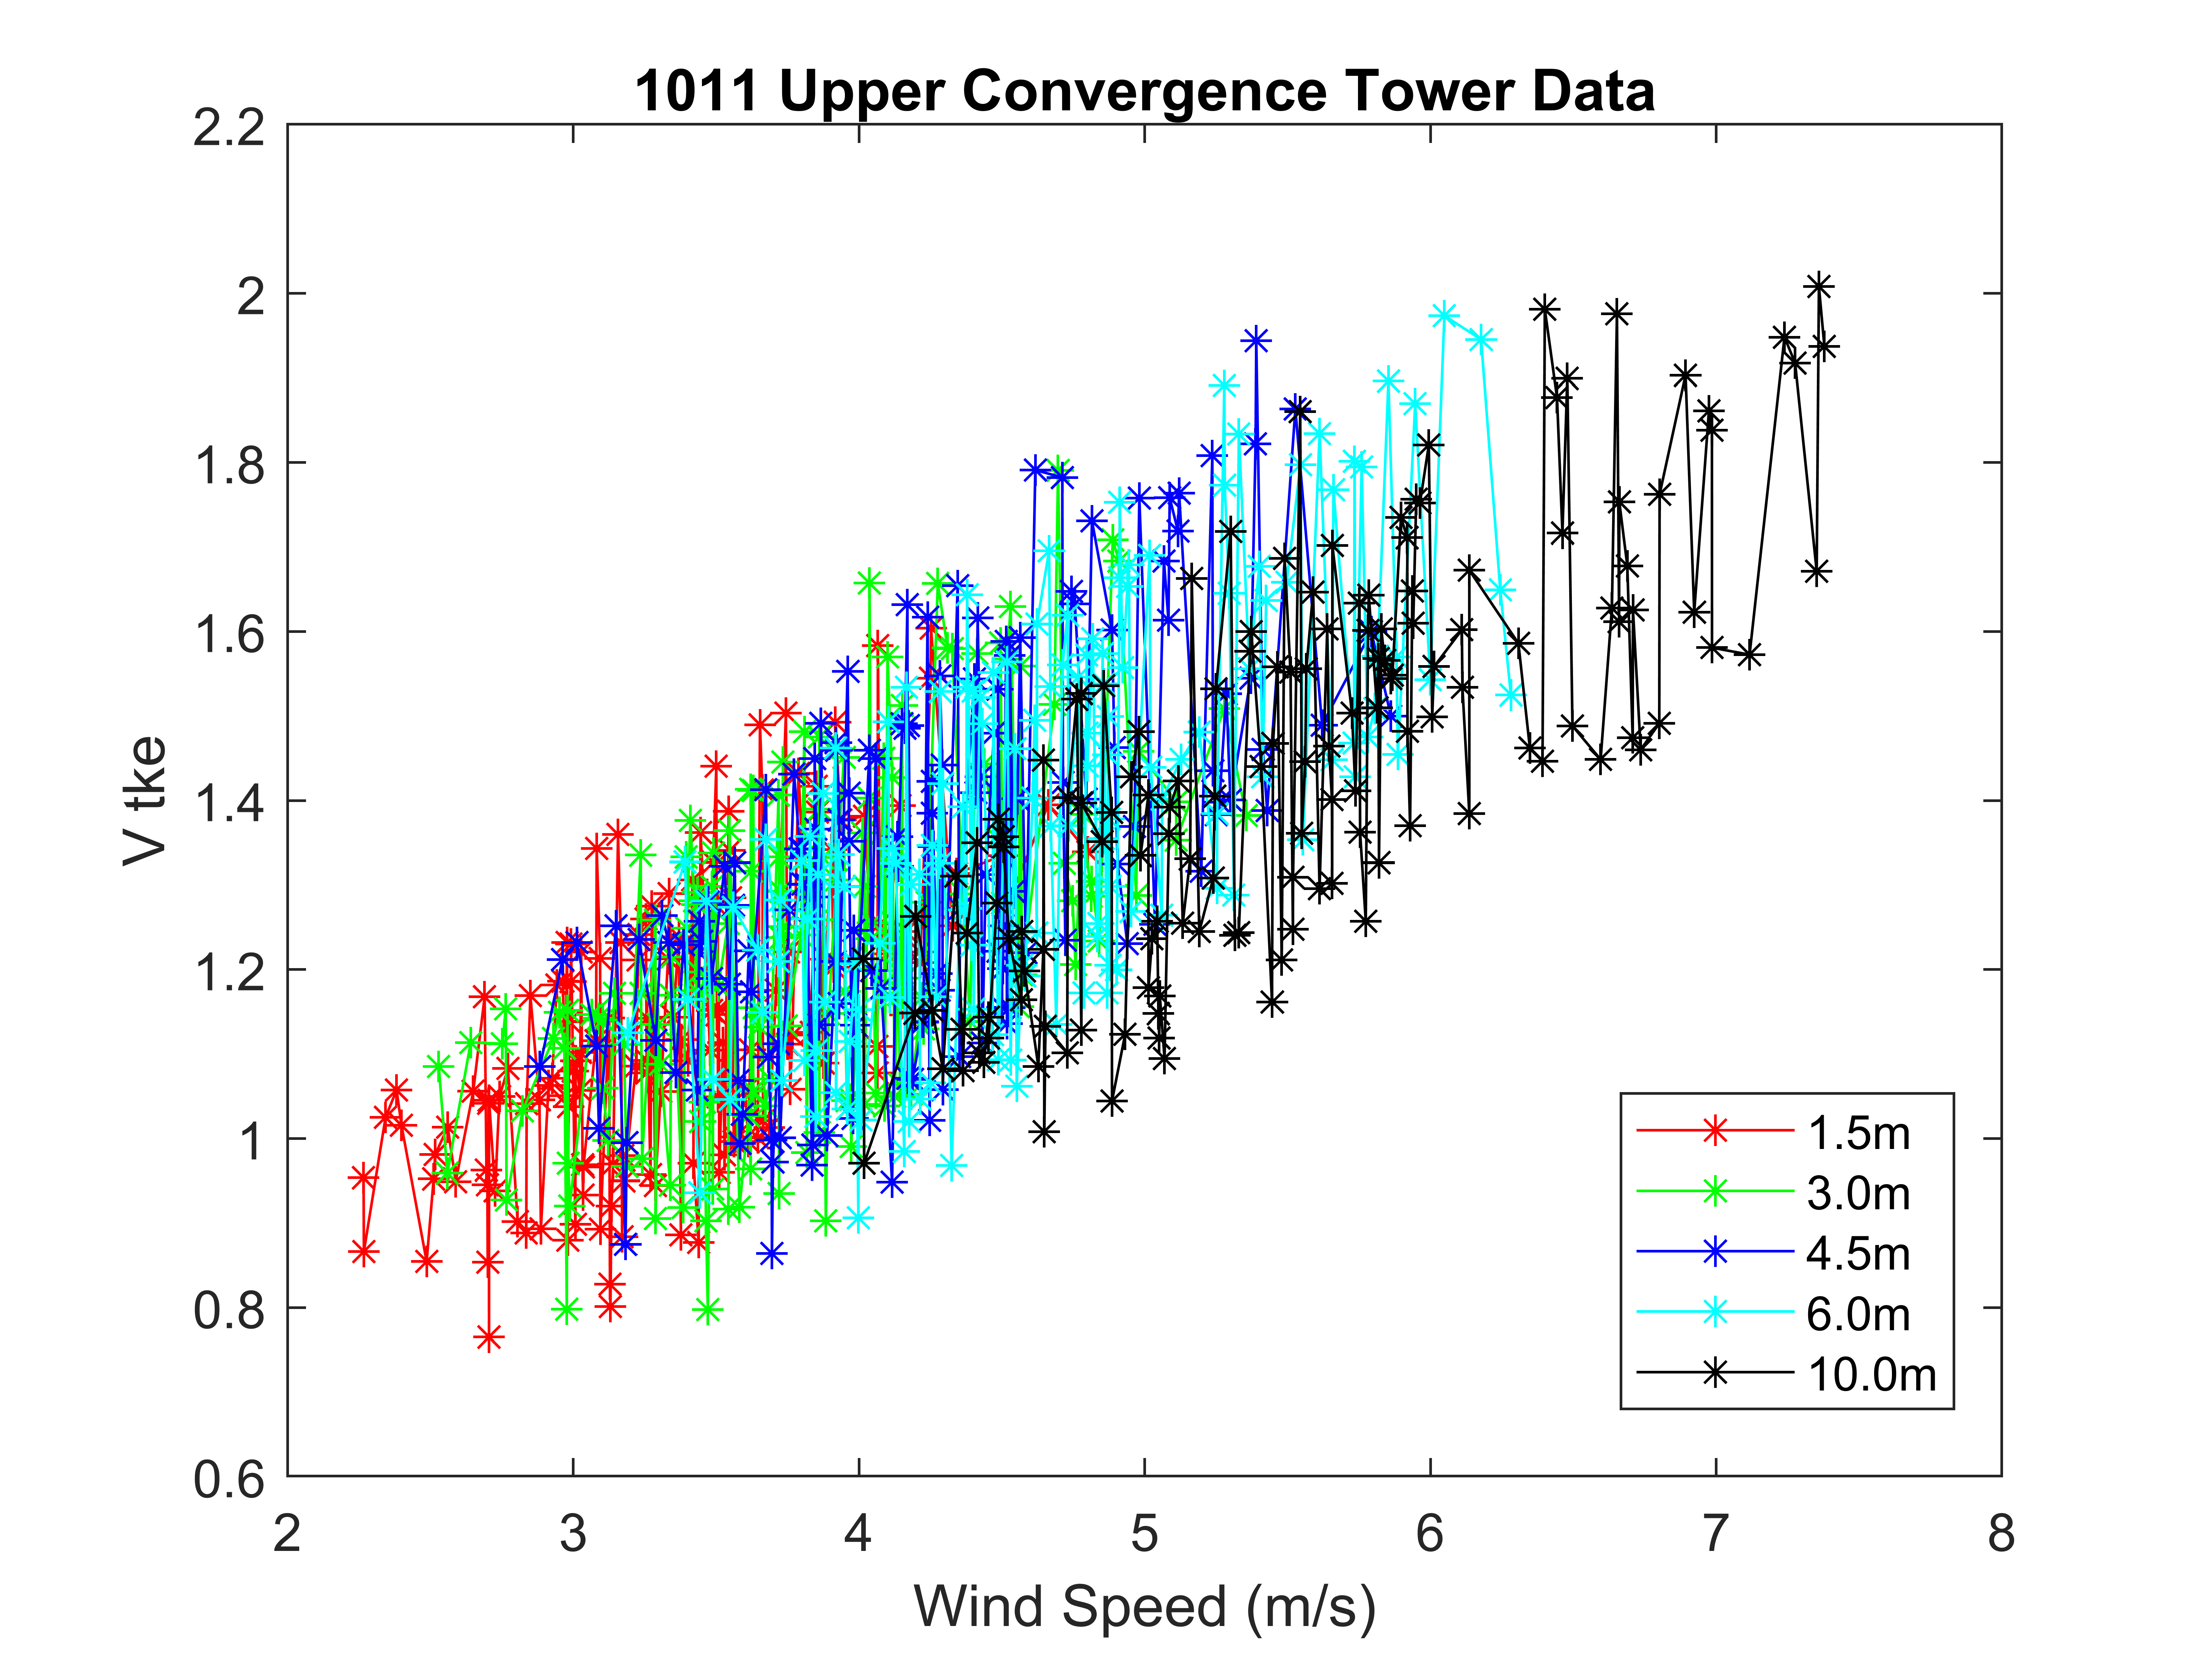 1011 Upper Convergence Tower Data
2.2
2
1.8
1.6
1.4
1.2
1
0.8
0.6
V tke
1.5m
3.0m
4.5m
6.0m
10.0m
2 3 4 5 6 7 8
Wind Speed (m/s)